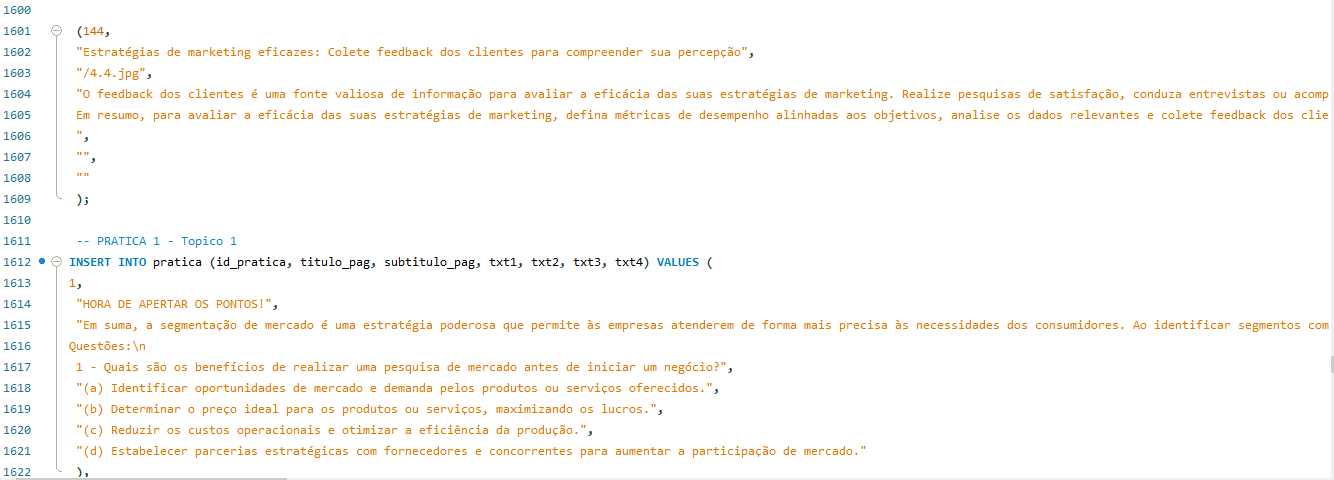 1600
1601 (144,
1602 "Estratégias de marketing eficazes: Colete feedback dos clientes para compreender sua percepção",
1603 "/4.4.jpg",
1604 "O feedback dos clientes é uma fonte valiosa de informação para avaliar a eficácia das suas estratégias de marketing. Realize pesquisas de satisfação, conduza entrevistas ou acomp
1605 Em resumo, para avaliar a eficácia das suas estratégias de marketing, defina métricas de desempenho alinhadas aos objetivos, analise os dados relevantes e colete feedback dos clie
1606 ",
1607 "",
1608 ""
1609 );
1610
1611 -- PRATICA 1 - Topico 1
1612 INSERT INTO pratica (id_pratica, titulo_pag, subtitulo_pag, txt1, txt2, txt3, txt4) VALUES (
1613 1,
1614 "HORA DE APERTAR OS PONTOS!",
1615 "Em suma, a segmentação de mercado é uma estratégia poderosa que permite às empresas atenderem de forma mais precisa às necessidades dos consumidores. Ao identificar segmentos com
1616 Questões:\n
1617 1 - Quais são os benefícios de realizar uma pesquisa de mercado antes de iniciar um negócio?",
1618 "(a) Identificar oportunidades de mercado e demanda pelos produtos ou serviços oferecidos.",
1619 "(b) Determinar o preço ideal para os produtos ou serviços, maximizando os lucros.",
1620 "(c) Reduzir os custos operacionais e otimizar a eficiência da produção.",
1621 "(d) Estabelecer parcerias estratégicas com fornecedores e concorrentes para aumentar a participação de mercado."
1622 ),